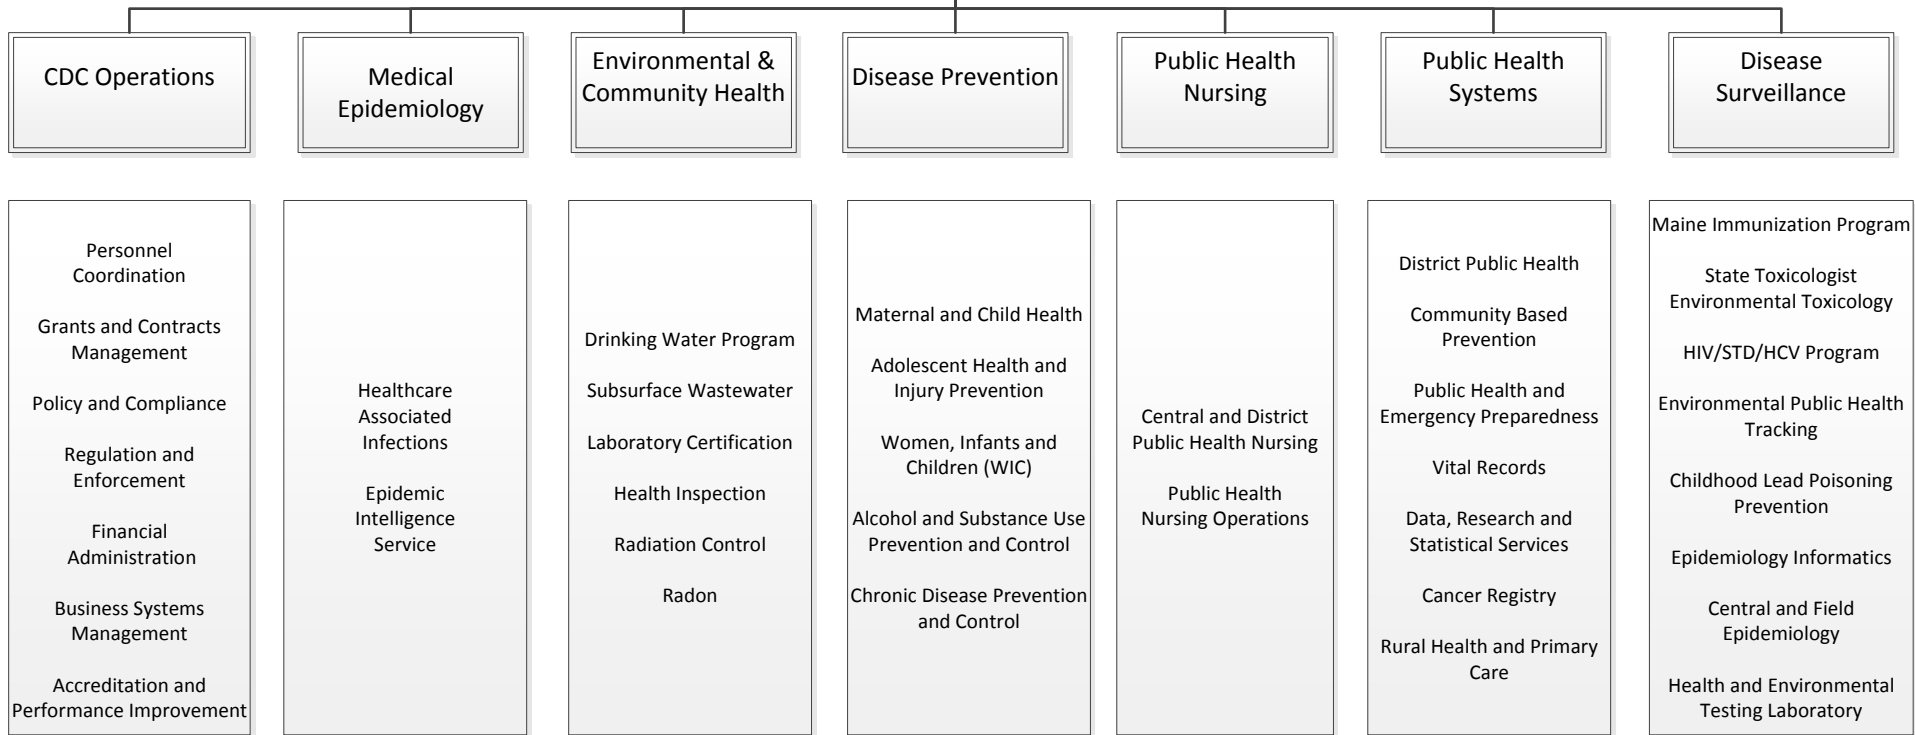 CDC Operations
Medical
Epidemiology
Environmental &
Community Health
Disease Prevention
Public Health
Nursing
Public Health
Systems
Disease
Surveillance
Personnel
Coordination
Grants and Contracts
Management
Policy and Compliance
Regulation and
Enforcement
Financial
Administration
Business Systems
Management
Accreditation and
Performance Improvement
Healthcare
Associated
Infections
Epidemic
Intelligence
Service
Drinking Water Program
Subsurface Wastewater
Laboratory Certification
Health Inspection
Radiation Control
Radon
Maternal and Child Health
Adolescent Health and
Injury Prevention
Women, Infants and
Children (WIC)
Alcohol and Substance Use
Prevention and Control
Chronic Disease Prevention
and Control
Central and District
Public Health Nursing
Public Health
Nursing Operations
District Public Health
Community Based
Prevention
Public Health and
Emergency Preparedness
Vital Records
Data, Research and
Statistical Services
Cancer Registry
Rural Health and Primary
Care
Maine Immunization Program
State Toxicologist
Environmental Toxicology
HIV/STD/HCV Program
Environmental Public Health
Tracking
Childhood Lead Poisoning
Prevention
Epidemiology Informatics
Central and Field
Epidemiology
Health and Environmental
Testing Laboratory